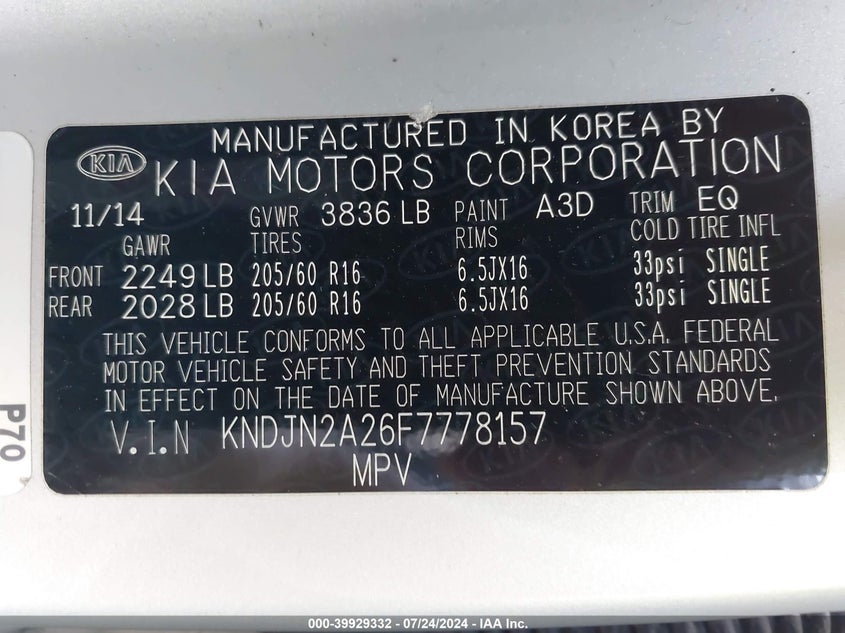 MANUFACTURED IN KOREA BY
KIA KIA MOTORS CORPORATION
11/14 GVWR 3836 LB PAINT A3D TRIM EQ
GAWR TIRES RIMS COLD TIRE INFL
FRONT 2249 LB 205/60 R16 6.5JX16 33psi SINGLE
REAR 2028 LB 205/60 R16 6.5JX16 33psi SINGLE
THIS VEHICLE CONFORMS TO ALL APPLICABLE U.S.A. FEDERAL
MOTOR VEHICLE SAFETY AND THEFT PREVENTION STANDARDS
IN EFFECT ON THE DATE OF MANUFACTURE SHOWN ABOVE.
V.I.N KNDJN2A26F7778157
MPV
P70
000-39929332 - 07/24/2024 - IAA Inc.